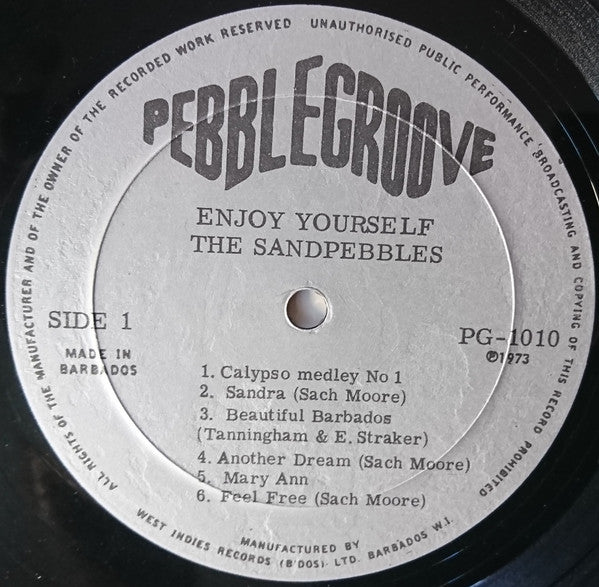 ALL RIGHTS OF THE MANUFACTURER AND OF THE OWNER OF THE RECORDED WORK RESERVED UNAUTHORISED PUBLIC PERFORMANCE BROADCASTING AND COPYING OF THIS RECORD PROHIBITED
PEBBLEGROOVE
ENJOY YOURSELF
THE SANDPEBBLES
SIDE 1
MADE IN
BARBADOS
PG-1010
℗1973
1. Calypso medley No 1
2. Sandra (Sach Moore)
3. Beautiful Barbados
(Tanningham & E. Straker)
4. Another Dream (Sach Moore)
5. Mary Ann
6. Feel Free (Sach Moore)
MANUFACTURED BY
WEST INDIES RECORDS (B'DOS) LTD. BARBADOS W.I.